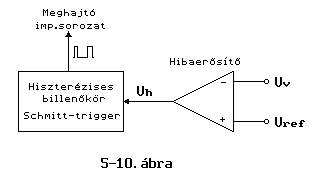 Meghajtó
imp.sorozat
Hibaerősítő
Hiszterézises
billenőkör
Schmitt-trigger
Uh
-
Uv
+
Uref
5-10. ábra